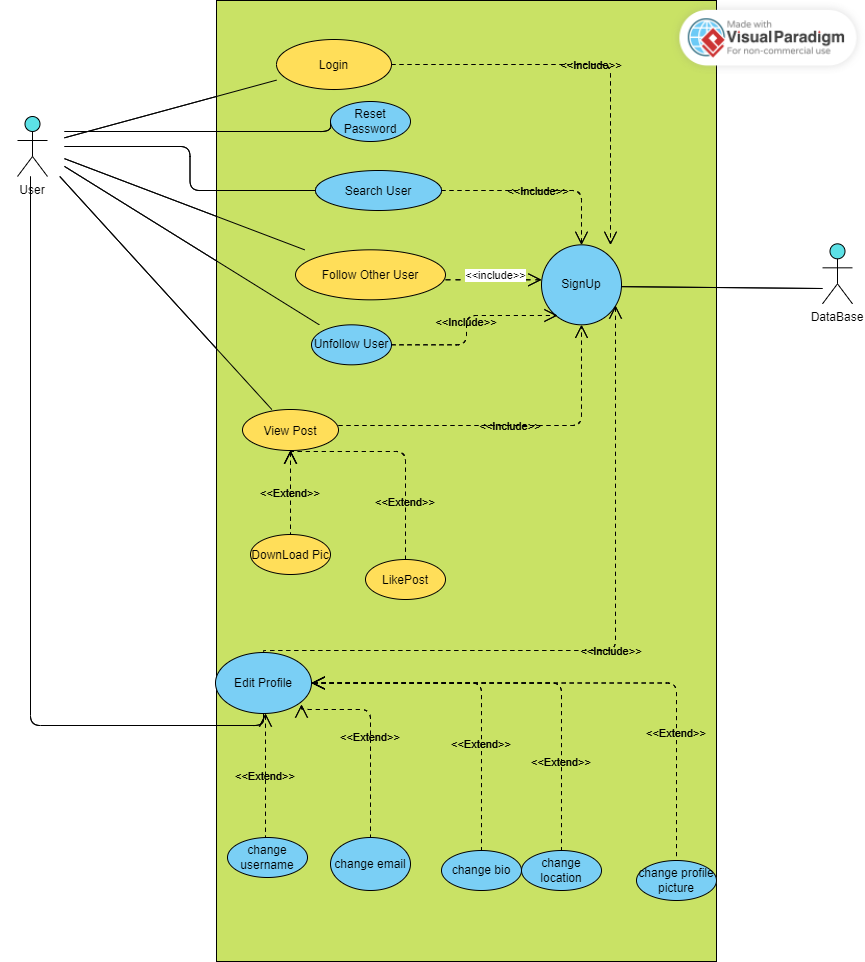 Made with
VisualParadigm
For non-commercial use
Login
<<Include>>
Reset
Password
User
Search User
<<Include>>
Follow Other User
<<include>>
SignUp
DataBase
<<Include>>
Unfollow User
View Post
<<Include>>
<<Extend>>
<<Extend>>
DownLoad Pic
LikePost
<<Include>>
Edit Profile
<<Extend>>
<<Extend>>
<<Extend>>
<<Extend>>
<<Extend>>
change
username
change email
change bio
change
location
change profile
picture